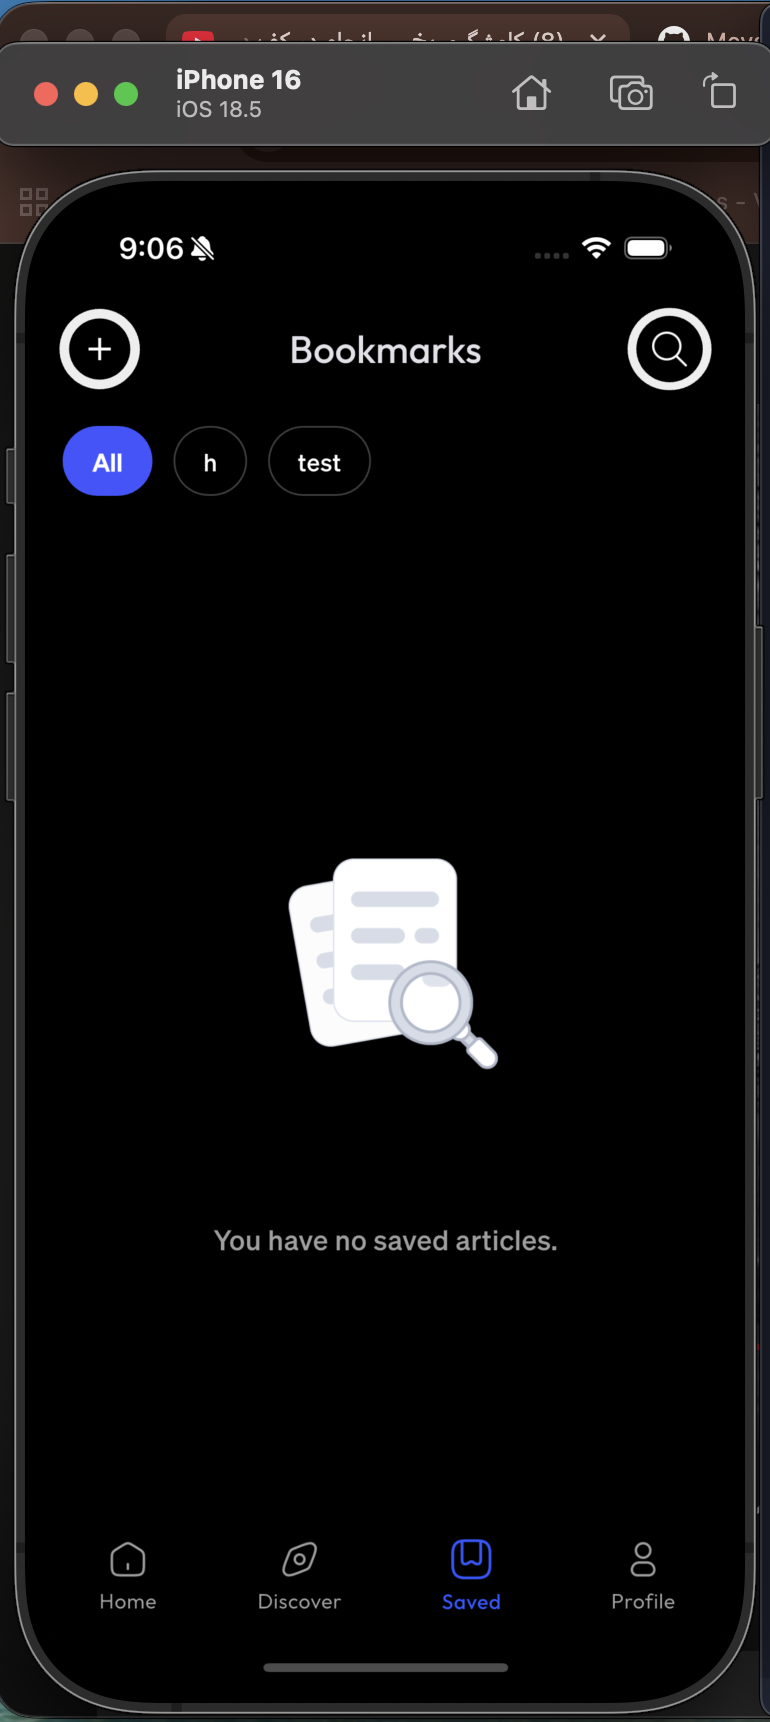 (8)
iPhone 16
iOS 18.5
9:06
Bookmarks
All
h
test
You have no saved articles.
Home
Discover
Saved
Profile